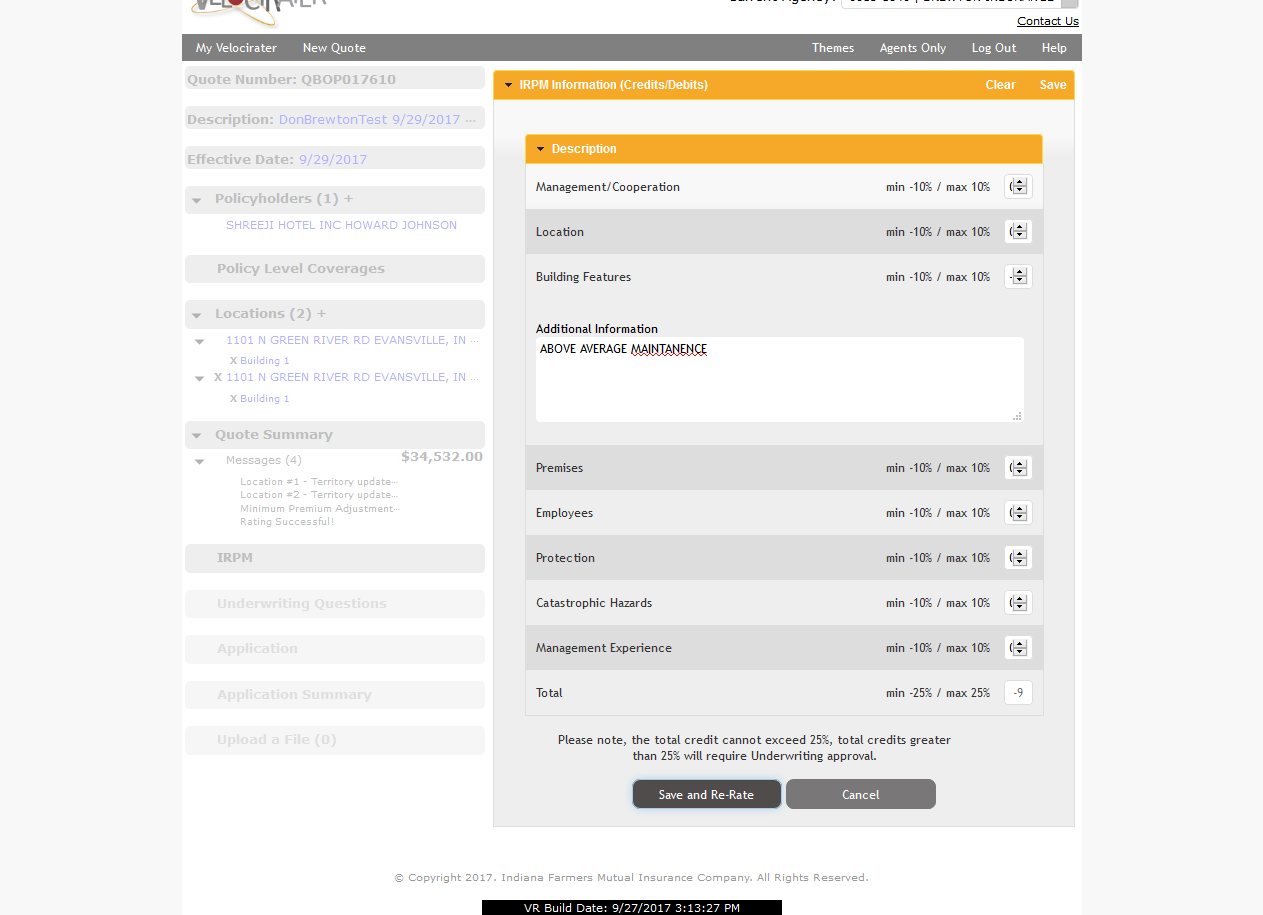 VELOCIRATER
Contact Us
My Velocirater New Quote Themes Agents Only Log Out Help
Quote Number: QBOP017610
Description: DonBrewtonTest 9/29/2017 ...
Effective Date: 9/29/2017
Policyholders (1) +
SHREEJI HOTEL INC HOWARD JOHNSON
Policy Level Coverages
Locations (2) +
1101 N GREEN RIVER RD EVANSVILLE, IN ...
X Building 1
X 1101 N GREEN RIVER RD EVANSVILLE, IN ...
X Building 1
Quote Summary
Messages (4) $34,532.00
Location #1 - Territory update...
Location #2 - Territory update...
Minimum Premium Adjustment...
Rating Successful!
IRPM
Underwriting Questions
Application
Application Summary
Upload a File (0)
IRPM Information (Credits/Debits) Clear Save
Description
Management/Cooperation min -10% / max 10%
Location min -10% / max 10%
Building Features min -10% / max 10% -
Additional Information
ABOVE AVERAGE MAINTANENCE
Premises min -10% / max 10%
Employees min -10% / max 10%
Protection min -10% / max 10%
Catastrophic Hazards min -10% / max 10%
Management Experience min -10% / max 10%
Total min -25% / max 25% -9
Please note, the total credit cannot exceed 25%, total credits greater
than 25% will require Underwriting approval.
Save and Re-Rate Cancel
© Copyright 2017. Indiana Farmers Mutual Insurance Company. All Rights Reserved.
VR Build Date: 9/27/2017 3:13:27 PM